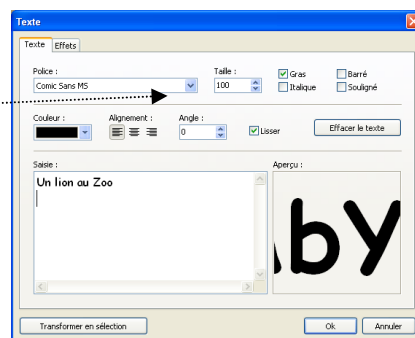 Texte
Texte Effets
Police : Taille :
Comic Sans MS 100 Gras Barré
Italique Souligné
Couleur : Alignement : Angle :
0 Lisser Effacer le texte
Saisie : Aperçu :
Un lion au Zoo
AbY
Transformer en sélection Ok Annuler